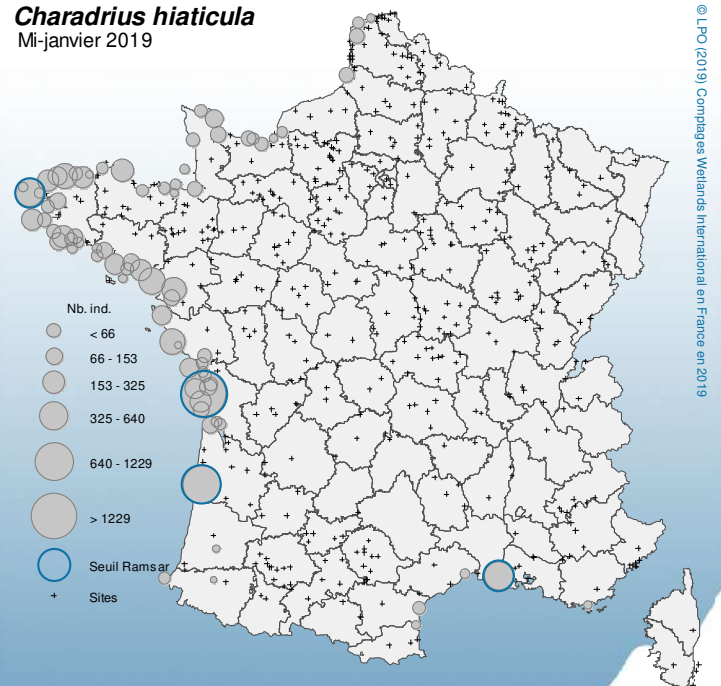 Charadrius hiaticula
Mi-janvier 2019
© LPO (2019) Comptages Wetlands International en France en 2019
Nb. ind.
< 66
66 - 153
153 - 325
325 - 640
640 - 1229
> 1229
Seuil Ramsar
Sites